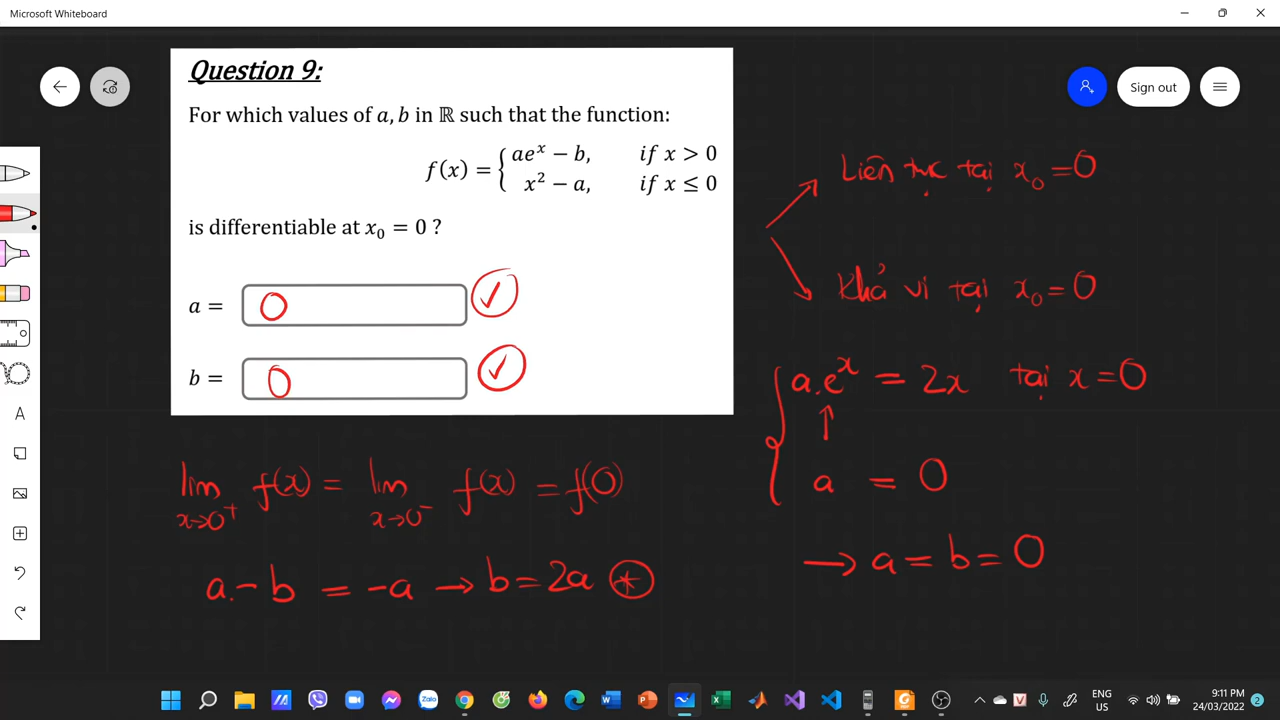 Microsoft Whiteboard
Sign out
Question 9:
For which values of a, b in ℝ such that the function:
f(x) = { ae^x − b, if x > 0
x² − a, if x ≤ 0
is differentiable at x₀ = 0 ?
a = 0 ✓
b = 0 ✓
lim x→0⁺ f(x) = lim x→0⁻ f(x) = f(0)
a − b = −a → b = 2a ⊛
Liên tục tại x₀ = 0
Khả vi tại x₀ = 0
{ a.e^x = 2x tại x = 0
↑
a = 0
→ a = b = 0
A
Zalo
ENG
US
V
9:11 PM
24/03/2022
2